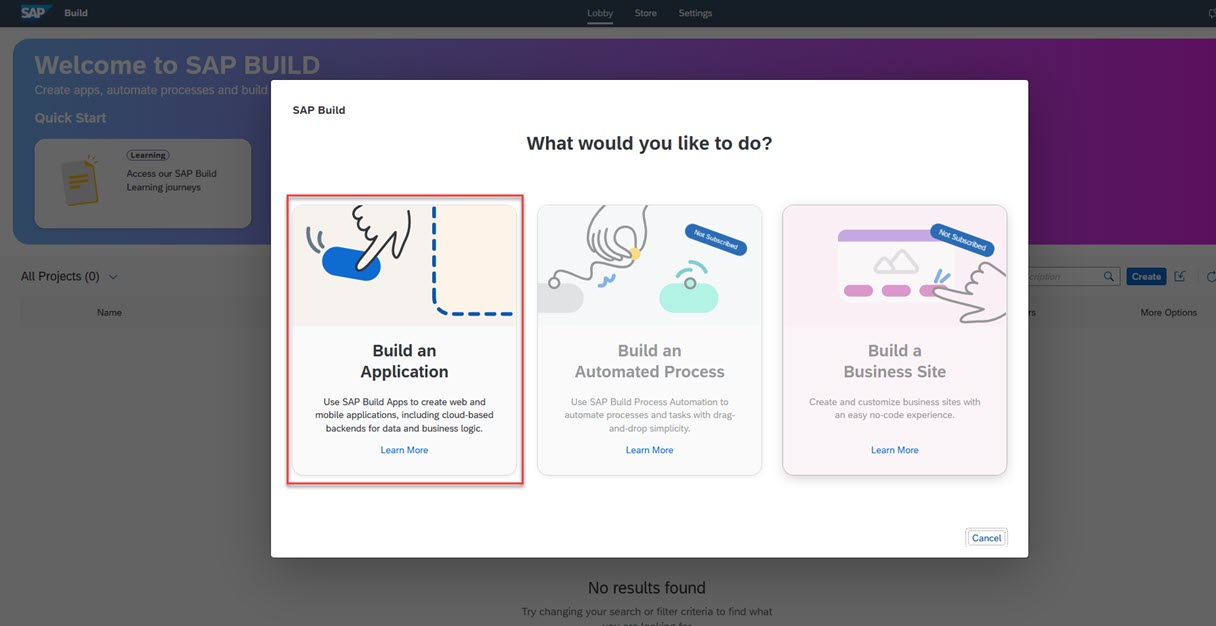 SAP Build
Lobby Store Settings
Welcome to SAP BUILD
Create apps, automate processes and build
Quick Start
Learning
Access our SAP Build
Learning journeys
All Projects (0)
Create
Name
More Options
SAP Build
What would you like to do?
Build an
Application
Use SAP Build Apps to create web and
mobile applications, including cloud-based
backends for data and business logic.
Learn More
Not Subscribed
Build an
Automated Process
Use SAP Build Process Automation to
automate processes and tasks with drag-
and-drop simplicity.
Learn More
Not Subscribed
Build a
Business Site
Create and customize business sites with
an easy no-code experience.
Learn More
Cancel
No results found
Try changing your search or filter criteria to find what
you are looking for